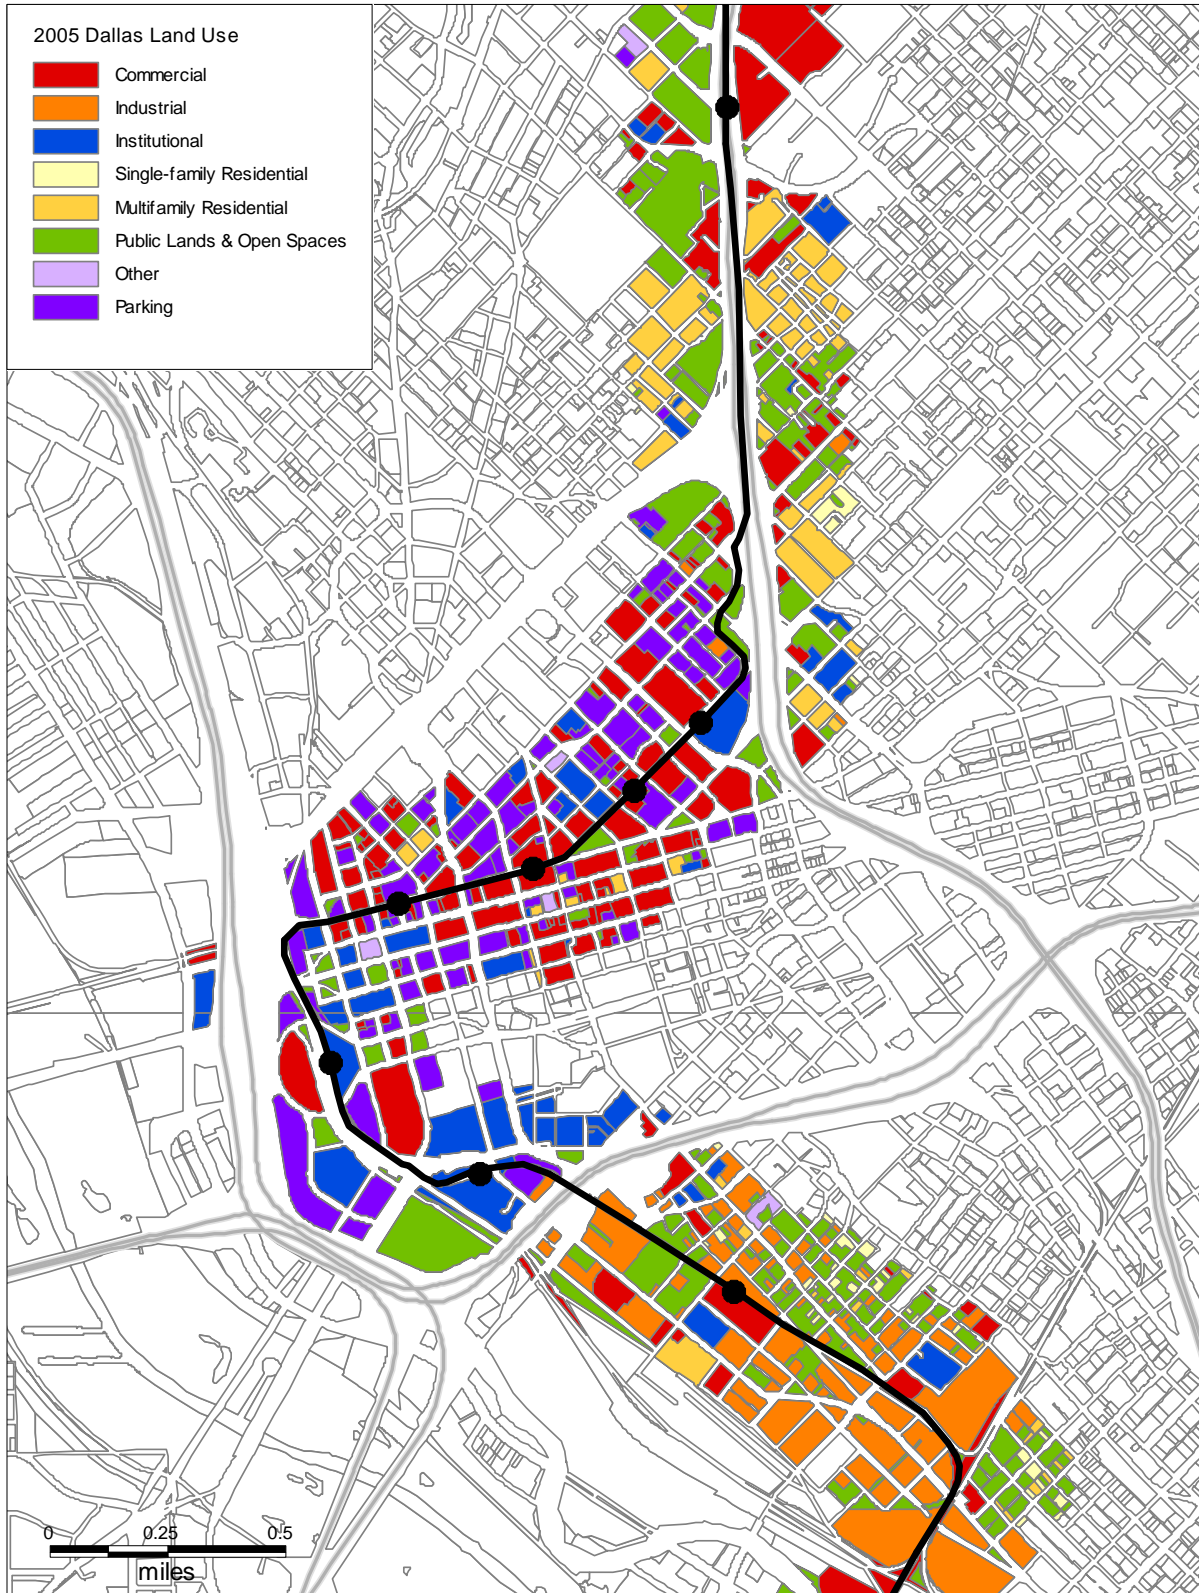 2005 Dallas Land Use
Commercial
Industrial
Institutional
Single-family Residential
Multifamily Residential
Public Lands & Open Spaces
Other
Parking
0 0.25 0.5
miles